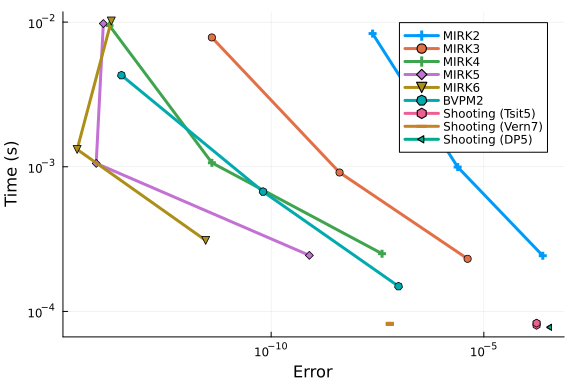 10⁻²
10⁻³
10⁻⁴
Time (s)
MIRK2
MIRK3
MIRK4
MIRK5
MIRK6
BVPM2
Shooting (Tsit5)
Shooting (Vern7)
Shooting (DP5)
10⁻¹⁰
10⁻⁵
Error